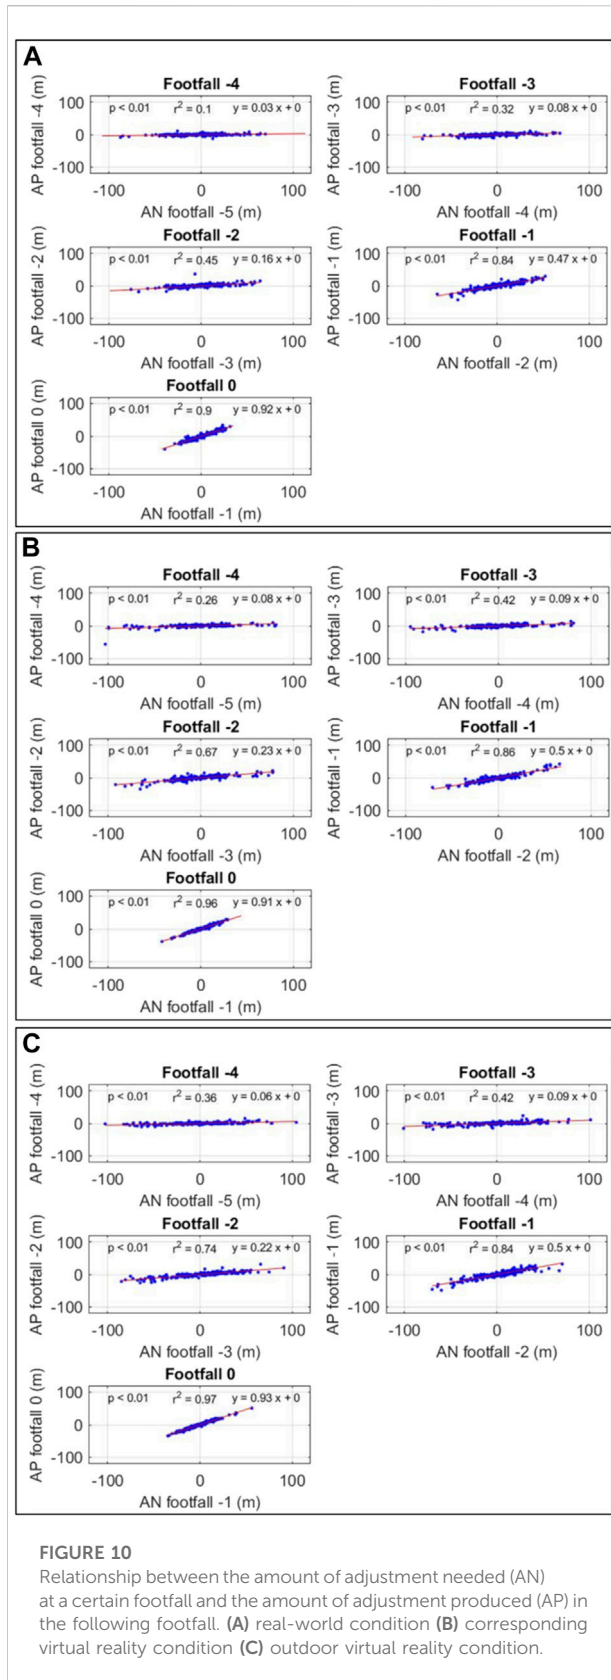 A
Footfall -4
p < 0.01 r² = 0.1 y = 0.03 x + 0
AP footfall -4 (m)
100
0
-100
-100 0 100
AN footfall -5 (m)
Footfall -3
p < 0.01 r² = 0.32 y = 0.08 x + 0
AP footfall -3 (m)
100
0
-100
-100 0 100
AN footfall -4 (m)
Footfall -2
p < 0.01 r² = 0.45 y = 0.16 x + 0
AP footfall -2 (m)
100
0
-100
-100 0 100
AN footfall -3 (m)
Footfall -1
p < 0.01 r² = 0.84 y = 0.47 x + 0
AP footfall -1 (m)
100
0
-100
-100 0 100
AN footfall -2 (m)
Footfall 0
p < 0.01 r² = 0.9 y = 0.92 x + 0
AP footfall 0 (m)
100
0
-100
-100 0 100
AN footfall -1 (m)
B
Footfall -4
p < 0.01 r² = 0.26 y = 0.08 x + 0
AP footfall -4 (m)
100
0
-100
-100 0 100
AN footfall -5 (m)
Footfall -3
p < 0.01 r² = 0.42 y = 0.09 x + 0
AP footfall -3 (m)
100
0
-100
-100 0 100
AN footfall -4 (m)
Footfall -2
p < 0.01 r² = 0.67 y = 0.23 x + 0
AP footfall -2 (m)
100
0
-100
-100 0 100
AN footfall -3 (m)
Footfall -1
p < 0.01 r² = 0.86 y = 0.5 x + 0
AP footfall -1 (m)
100
0
-100
-100 0 100
AN footfall -2 (m)
Footfall 0
p < 0.01 r² = 0.96 y = 0.91 x + 0
AP footfall 0 (m)
100
0
-100
-100 0 100
AN footfall -1 (m)
C
Footfall -4
p < 0.01 r² = 0.36 y = 0.06 x + 0
AP footfall -4 (m)
100
0
-100
-100 0 100
AN footfall -5 (m)
Footfall -3
p < 0.01 r² = 0.42 y = 0.09 x + 0
AP footfall -3 (m)
100
0
-100
-100 0 100
AN footfall -4 (m)
Footfall -2
p < 0.01 r² = 0.74 y = 0.22 x + 0
AP footfall -2 (m)
100
0
-100
-100 0 100
AN footfall -3 (m)
Footfall -1
p < 0.01 r² = 0.84 y = 0.5 x + 0
AP footfall -1 (m)
100
0
-100
-100 0 100
AN footfall -2 (m)
Footfall 0
p < 0.01 r² = 0.97 y = 0.93 x + 0
AP footfall 0 (m)
100
0
-100
-100 0 100
AN footfall -1 (m)
FIGURE 10
Relationship between the amount of adjustment needed (AN)
at a certain footfall and the amount of adjustment produced (AP) in
the following footfall. (A) real-world condition (B) corresponding
virtual reality condition (C) outdoor virtual reality condition.